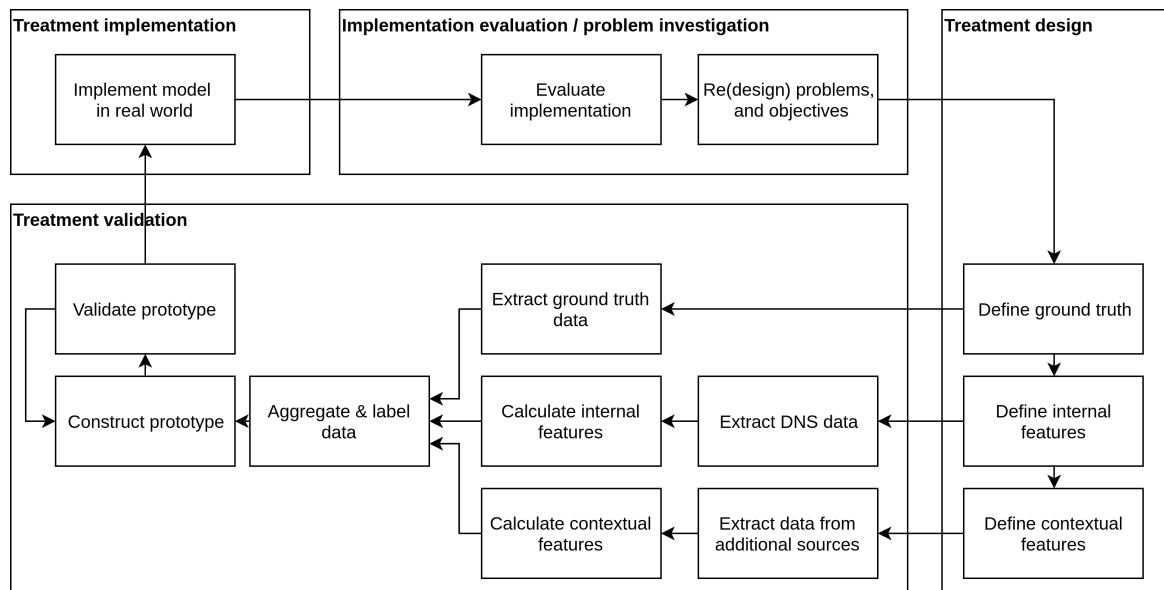 Treatment implementation
Implement model
in real world
Implementation evaluation / problem investigation
Evaluate
implementation
Re(design) problems,
and objectives
Treatment design
Define ground truth
Define internal
features
Define contextual
features
Treatment validation
Validate prototype
Construct prototype
Aggregate & label
data
Extract ground truth
data
Calculate internal
features
Extract DNS data
Calculate contextual
features
Extract data from
additional sources